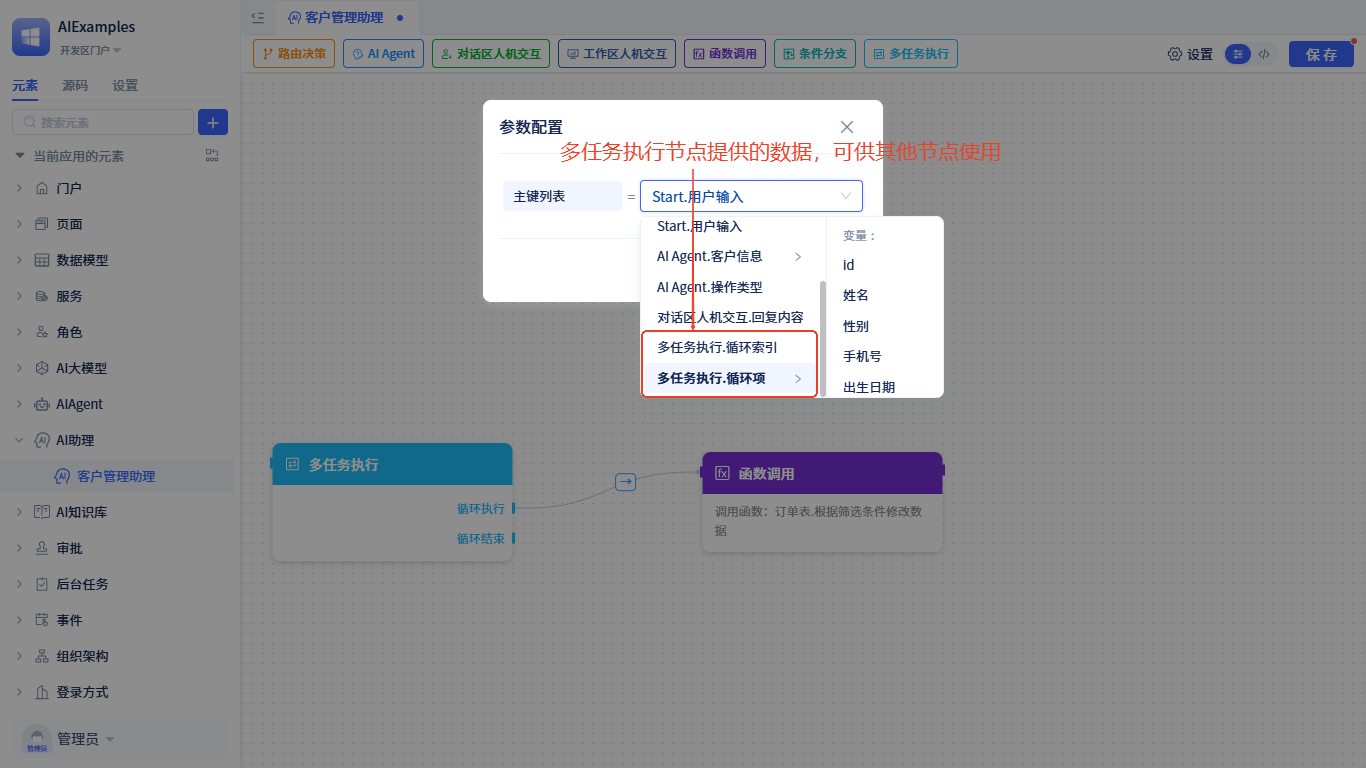 AIExamples
开发区门户
元素
源码
设置
搜索元素
当前应用的元素
门户
页面
数据模型
服务
角色
AI大模型
AIAgent
AI助理
客户管理助理
AI知识库
审批
后台任务
事件
组织架构
登录方式
管理员
管理员
客户管理助理
路由决策
AI Agent
对话区人机交互
工作区人机交互
函数调用
条件分支
多任务执行
设置
保存
参数配置
多任务执行节点提供的数据，可供其他节点使用
主键列表
=
Start.用户输入
Start.用户输入
AI Agent.客户信息
AI Agent.操作类型
对话区人机交互.回复内容
多任务执行.循环索引
多任务执行.循环项
变量：
id
姓名
性别
手机号
出生日期
多任务执行
循环执行
循环结束
函数调用
调用函数：订单表.根据筛选条件修改数
据